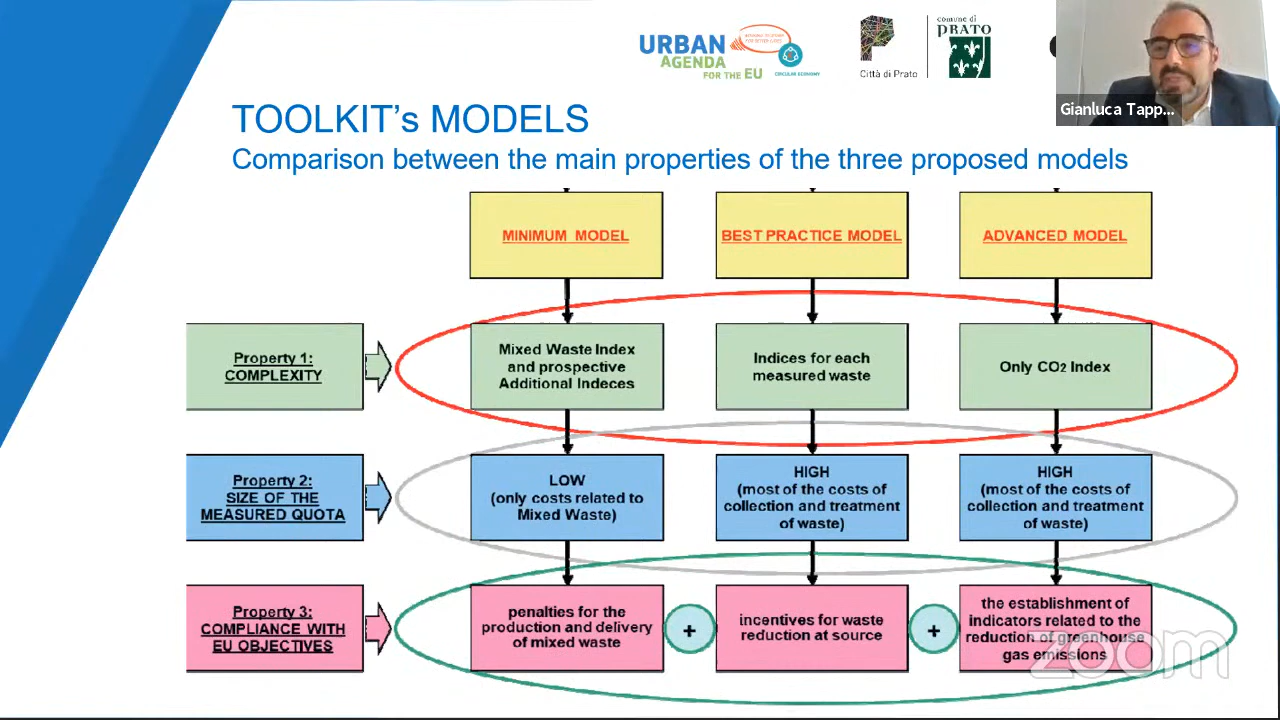 URBAN
AGENDA
FOR THE EU
CIRCULAR ECONOMY
Città di Prato
comune di
PRATO
Gianluca Tapp...
TOOLKIT's MODELS
Comparison between the main properties of the three proposed models
MINIMUM MODEL
BEST PRACTICE MODEL
ADVANCED MODEL
Property 1:
COMPLEXITY
Mixed Waste Index
and prospective
Additional Indeces
Indices for each
measured waste
Only CO2 Index
Property 2:
SIZE OF THE
MEASURED QUOTA
LOW
(only costs related to
Mixed Waste)
HIGH
(most of the costs of
collection and treatment
of waste)
HIGH
(most of the costs of
collection and treatment
of waste)
Property 3:
COMPLIANCE WITH
EU OBJECTIVES
penalties for the
production and delivery
of mixed waste
+
incentives for waste
reduction at source
+
the establishment of
indicators related to the
reduction of greenhouse
gas emissions
zoom